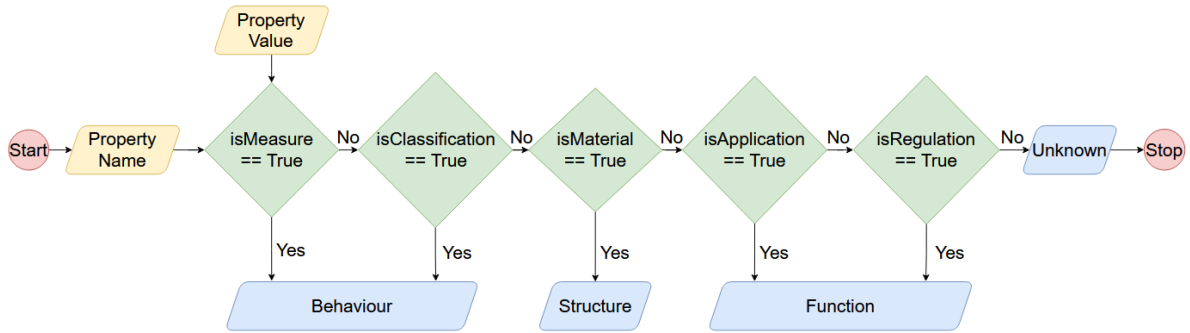 Property
Value
Start
Property
Name
isMeasure
== True
No
isClassification
== True
No
isMaterial
== True
No
isApplication
== True
No
isRegulation
== True
No
Unknown
Stop
Yes
Yes
Yes
Yes
Yes
Behaviour
Structure
Function